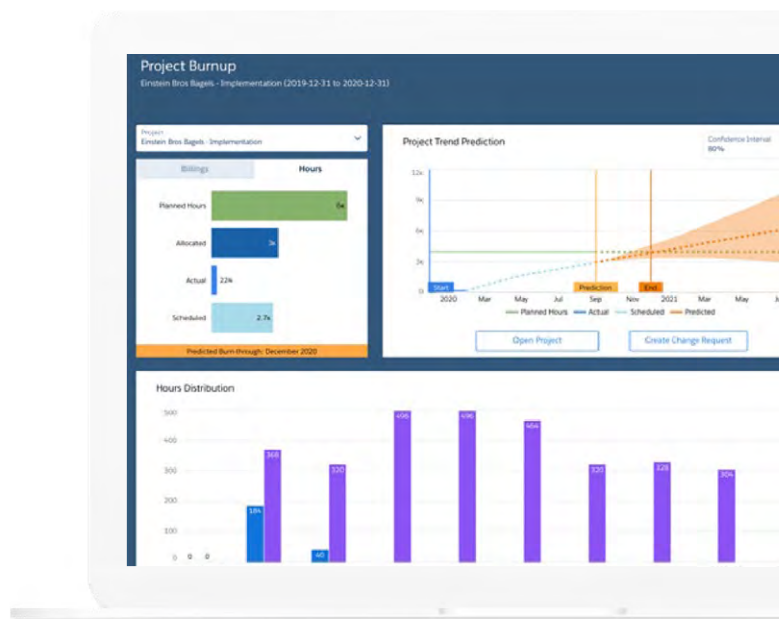 Project Burnup
Einstein Bros Bagels - Implementation (2019-12-31 to 2020-12-31)
Project
Einstein Bros Bagels - Implementation
Billings
Hours
Planned Hours
6k
Allocated
3k
Actual
224
Scheduled
2.7k
Predicted Burn-through: December 2020
Project Trend Prediction
Confidence Interval
80%
12k
9k
6k
3k
0
Start
Prediction
End
2020 Mar May Jul Sep Nov 2021 Mar May
Planned Hours Actual Scheduled Predicted
Open Project
Create Change Request
Hours Distribution
500
400
300
200
100
0
0 0
184
368
40
320
496
496
464
320
328
304